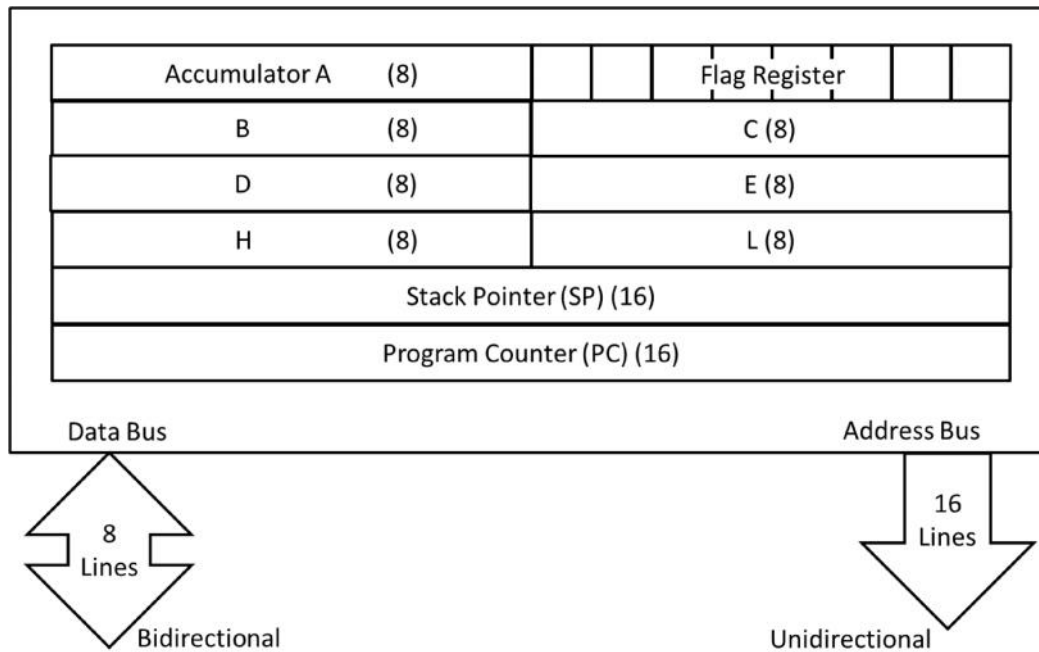 Accumulator A (8) Flag Register
B (8) C (8)
D (8) E (8)
H (8) L (8)
Stack Pointer (SP) (16)
Program Counter (PC) (16)
Data Bus Address Bus
8
Lines
16
Lines
Bidirectional Unidirectional